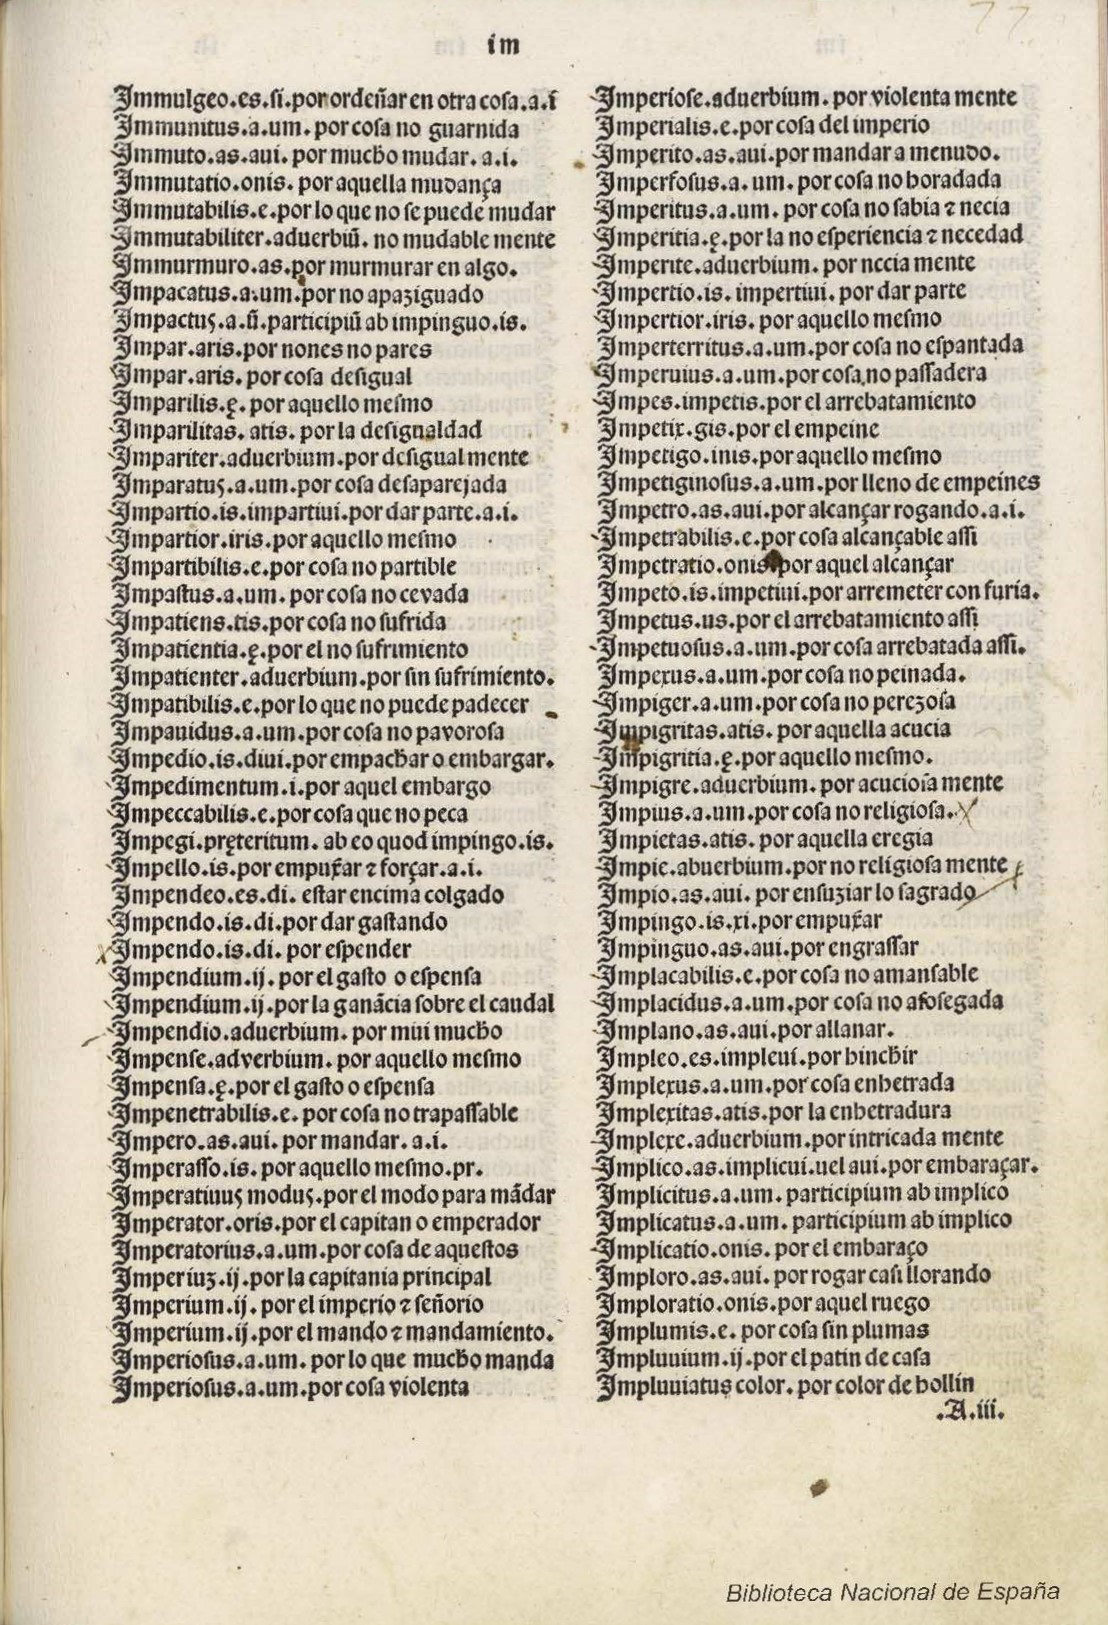 77
im
Immulgeo.es.si.por ordeñar en otra cosa.a.ĩ
Immunitus.a.um.por cosa no guarnida
Immuto.as.aui.por mucho mudar.a.i.
Immutatio.onis.por aquella mudança
Immutabilis.e.por lo que no se puede mudar
Immutabiliter.aduerbiũ.no mudable mente
Immurmuro.as.por murmurar en algo.
Impacatus.a.um.por no apaziguado
Impactus.a.ũ.participiũ ab impinguo.is.
Impar.aris.por nones no pares
Impar.aris.por cosa desigual
Imparilis.ę.por aquello mesmo
Imparilitas.atis.por la desigualdad
Impariter.aduerbium.por desigual mente
Imparatus.a.um.por cosa desaparejada
Impartio.is.impartiui.por dar parte.a.i.
Impartior.iris.por aquello mesmo
Impartibilis.e.por cosa no partible
Impastus.a.um.por cosa no cevada
Impatiens.tis.por cosa no sufrida
Impatientia.ę.por el no sufrimiento
Impatienter.aduerbium.por sin sufrimiento.
Impatibilis.e.por lo que no puede padecer
Impauidus.a.um.por cosa no pavorosa
Impedio.is.diui.por empachar o embargar.
Impedimentum.i.por aquel embargo
Impeccabilis.e.por cosa que no peca
Impegi.pręteritum.ab eo quod impingo.is.
Impello.is.por empuxar ⁊ forçar.a.i.
Impendeo.es.di.estar encima colgado
Impendo.is.di.por dar gastando
Impendo.is.di.por espender
Impendium.ij.por el gasto o espensa
Impendium.ij.por la ganãcia sobre el caudal
Impendio.aduerbium.por mui mucho
Impense.adverbium.por aquello mesmo
Impensa.ę.por el gasto o espensa
Impenetrabilis.e.por cosa no trapassable
Impero.as.aui.por mandar.a.i.
Imperasso.is.por aquello mesmo.pr.
Imperatiuus modus.por el modo para mãdar
Imperator.oris.por el capitan o emperador
Imperatorius.a.um.por cosa de aquestos
Imperiuz.ij.por la capitania principal
Imperium.ij.por el imperio ⁊ señorio
Imperium.ij.por el mando ⁊ mandamiento.
Imperiosus.a.um.por lo que mucho manda
Imperiosus.a.um.por cosa violenta
Imperiose.aduerbium.por violenta mente
Imperialis.e.por cosa del imperio
Imperito.as.aui.por mandar a menudo.
Imperfosus.a.um.por cosa no horadada
Imperitus.a.um.por cosa no sabia ⁊ necia
Imperitia.ę.por la no esperiencia ⁊ necedad
Imperite.aduerbium.por necia mente
Impertio.is.impertiui.por dar parte
Impertior.iris.por aquello mesmo
Imperterritus.a.um.por cosa no espantada
Imperuius.a.um.por cosa.no passadera
Impes.impetis.por el arrebatamiento
Impetix.gis.por el empeine
Impetigo.inis.por aquello mesmo
Impetiginosus.a.um.por lleno de empeines
Impetro.as.aui.por alcançar rogando.a.i.
Impetrabilis.e.por cosa alcançable assi
Impetratio.onis.por aquel alcançar
Impeto.is.impetiui.por arremeter con furia.
Impetus.us.por el arrebatamiento assi
Impetuosus.a.um.por cosa arrebatada assi.
Impexus.a.um.por cosa no peinada.
Impiger.a.um.por cosa no perezosa
Impigritas.atis.por aquella acucia
Impigritia.ę.por aquello mesmo.
Impigre.aduerbium.por acuciosa mente
Impius.a.um.por cosa no religiosa.
Impietas.atis.por aquella eregia
Impie.abuerbium.por no religiosa mente
Impio.as.aui.por ensuziar lo sagrado
Impingo.is.xi.por empuxar
Impinguo.as.aui.por engrassar
Implacabilis.e.por cosa no amansable
Implacidus.a.um.por cosa no assosegada
Implano.as.aui.por allanar.
Impleo.es.impleui.por hinchir
Implexus.a.um.por cosa enhetrada
Implexitas.atis.por la enhetradura
Implexe.aduerbium.por intricada mente
Implico.as.implicui.uel aui.por embaraçar.
Implicitus.a.um.participium ab implico
Implicatus.a.um.participium ab implico
Implicatio.onis.por el embaraço
Imploro.as.aui.por rogar casi llorando
Imploratio.onis.por aquel ruego
Implumis.e.por cosa sin plumas
Impluuium.ij.por el patin de casa
Impluuiatus color.por color de hollin
.A.iii.
Biblioteca Nacional de España